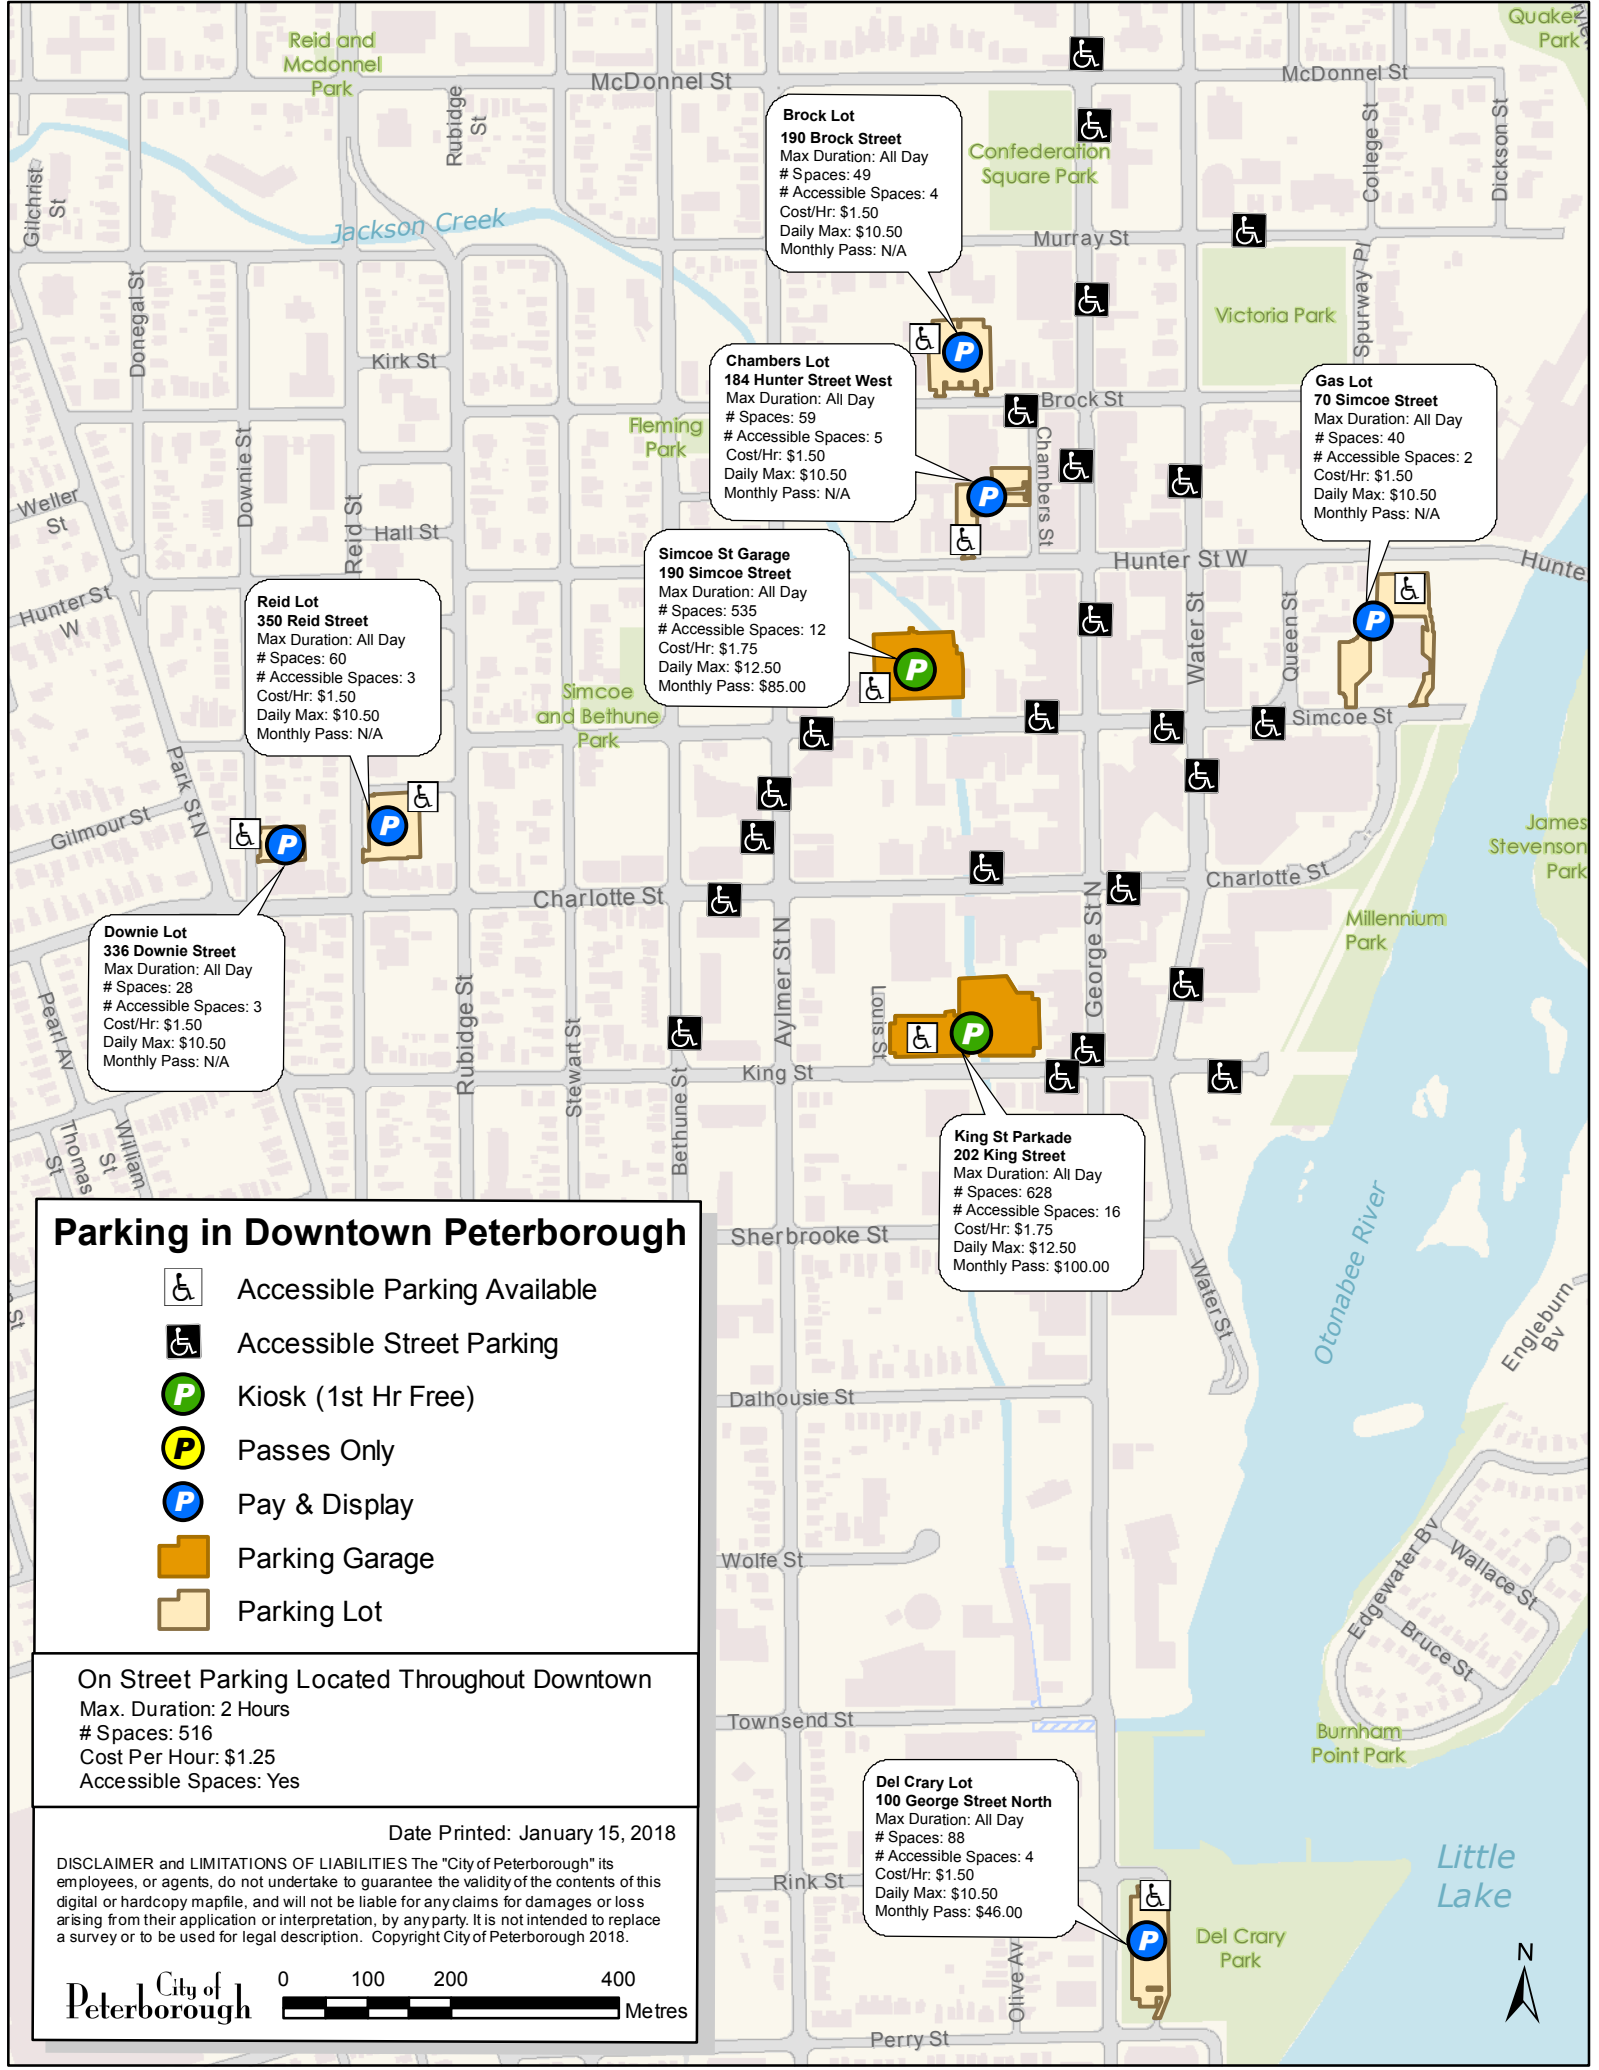 Quaker
Park
Reid and
Mcdonnel
Park
McDonnel St
McDonnel St
Rubidge
St
College St
Dickson St
Brock Lot
190 Brock Street
Max Duration: All Day
# Spaces: 49
# Accessible Spaces: 4
Cost/Hr: $1.50
Daily Max: $10.50
Monthly Pass: N/A
Confederation
Square Park
Gilchrist
St
Jackson Creek
Murray St
Donegal St
Spurway Pl
Victoria Park
Kirk St
Chambers Lot
184 Hunter Street West
Max Duration: All Day
# Spaces: 59
# Accessible Spaces: 5
Cost/Hr: $1.50
Daily Max: $10.50
Monthly Pass: N/A
P
Brock St
Gas Lot
70 Simcoe Street
Max Duration: All Day
# Spaces: 40
# Accessible Spaces: 2
Cost/Hr: $1.50
Daily Max: $10.50
Monthly Pass: N/A
Fleming
Park
Chambers St
Downie St
Weller
St
Reid St
Hall St
P
Hunter St W
Hunte
Simcoe St Garage
190 Simcoe Street
Max Duration: All Day
# Spaces: 535
# Accessible Spaces: 12
Cost/Hr: $1.75
Daily Max: $12.50
Monthly Pass: $85.00
P
Reid Lot
350 Reid Street
Max Duration: All Day
# Spaces: 60
# Accessible Spaces: 3
Cost/Hr: $1.50
Daily Max: $10.50
Monthly Pass: N/A
Hunter St
W
Water St
Queen St
P
Simcoe
and Bethune
Park
Simcoe St
Park St N
Gilmour St
P
P
James
Stevenson
Park
Charlotte St
Charlotte St
Downie Lot
336 Downie Street
Max Duration: All Day
# Spaces: 28
# Accessible Spaces: 3
Cost/Hr: $1.50
Daily Max: $10.50
Monthly Pass: N/A
Millennium
Park
Aylmer St N
George St N
Louis St
P
Pearl Av
Rubidge St
Stewart St
Bethune St
King St
Thomas
St
William
St
King St Parkade
202 King Street
Max Duration: All Day
# Spaces: 628
# Accessible Spaces: 16
Cost/Hr: $1.75
Daily Max: $12.50
Monthly Pass: $100.00
Sherbrooke St
Water St
Otonabee River
Engleburn
Bv
St
Dalhousie St
Wolfe St
Edgewater Bv
Wallace St
Bruce St
Townsend St
Burnham
Point Park
Del Crary Lot
100 George Street North
Max Duration: All Day
# Spaces: 88
# Accessible Spaces: 4
Cost/Hr: $1.50
Daily Max: $10.50
Monthly Pass: $46.00
Rink St
P
Del Crary
Park
Little
Lake
Olive Av
Perry St
N
Parking in Downtown Peterborough
Accessible Parking Available
Accessible Street Parking
P Kiosk (1st Hr Free)
P Passes Only
P Pay & Display
Parking Garage
Parking Lot
On Street Parking Located Throughout Downtown
Max. Duration: 2 Hours
# Spaces: 516
Cost Per Hour: $1.25
Accessible Spaces: Yes
Date Printed: January 15, 2018
DISCLAIMER and LIMITATIONS OF LIABILITIES The "City of Peterborough" its
employees, or agents, do not undertake to guarantee the validity of the contents of this
digital or hardcopy mapfile, and will not be liable for any claims for damages or loss
arising from their application or interpretation, by any party. It is not intended to replace
a survey or to be used for legal description. Copyright City of Peterborough 2018.
City of
Peterborough
0 100 200 400
Metres